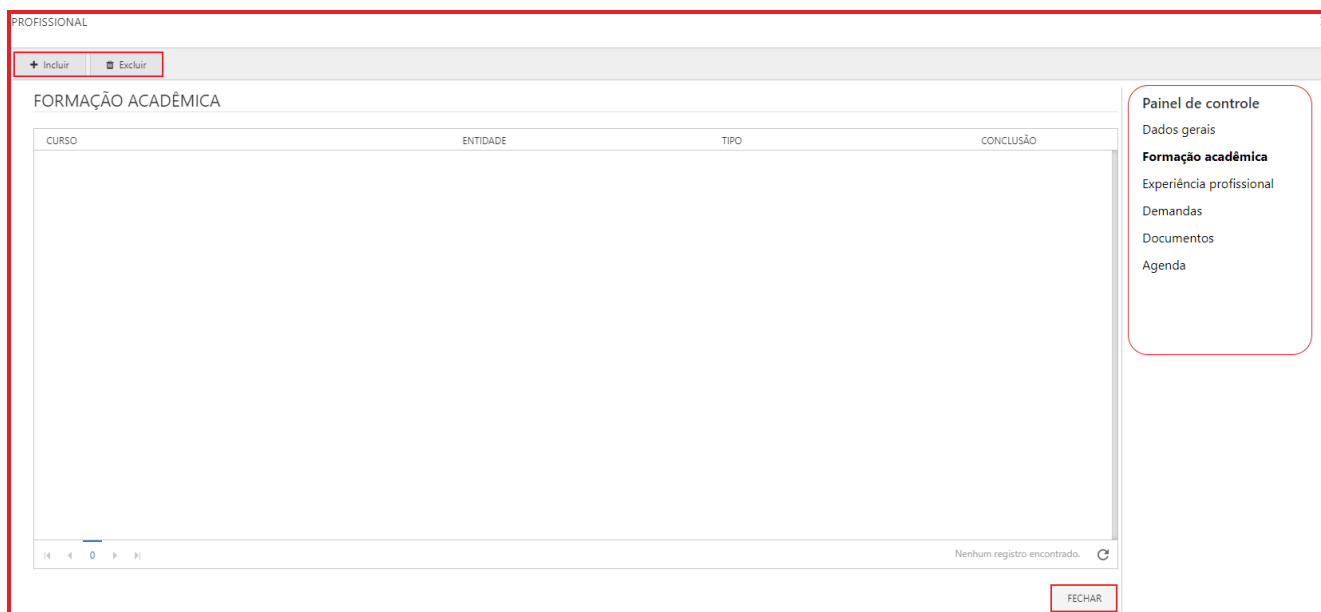 PROFISSIONAL
Incluir Excluir
FORMAÇÃO ACADÊMICA
CURSO ENTIDADE TIPO CONCLUSÃO
0
Nenhum registro encontrado.
FECHAR
Painel de controle
Dados gerais
Formação acadêmica
Experiência profissional
Demandas
Documentos
Agenda